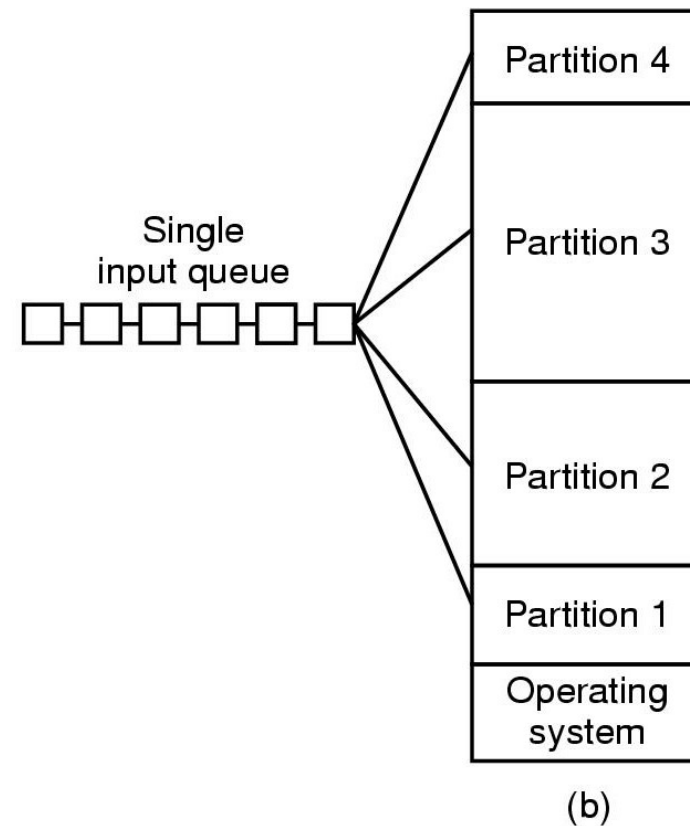 Partition 4
Single
input queue
Partition 3
Partition 2
Partition 1
Operating
system
(b)